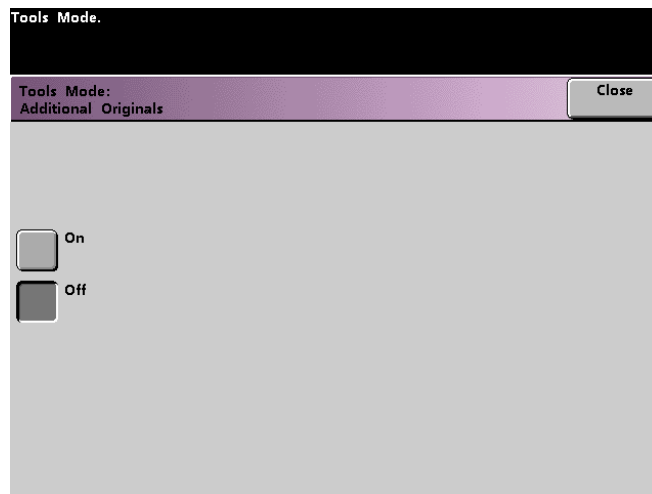 Tools Mode.
Tools Mode:
Additional Originals
Close
On
Off